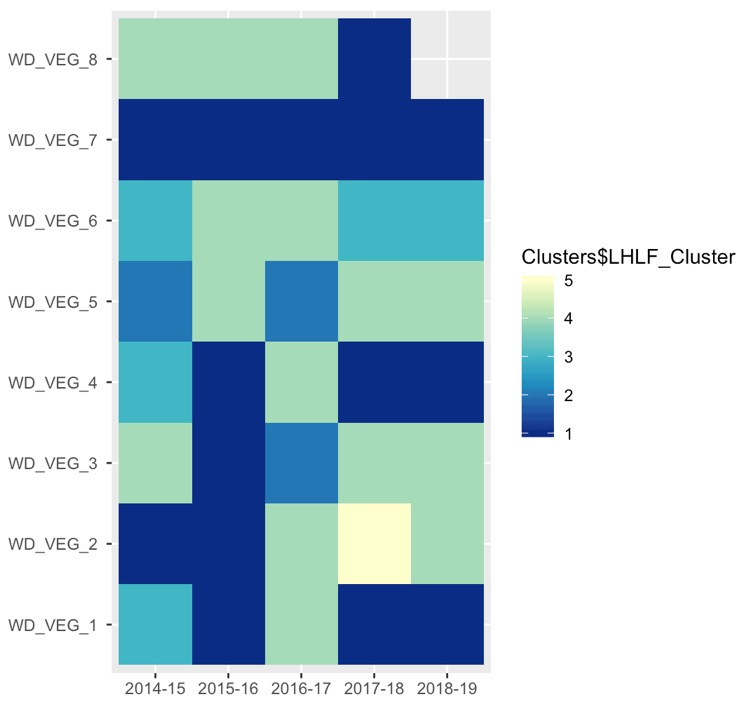 WD_VEG_8
WD_VEG_7
WD_VEG_6
WD_VEG_5
WD_VEG_4
WD_VEG_3
WD_VEG_2
WD_VEG_1
2014-15 2015-16 2016-17 2017-18 2018-19
Clusters$LHLF_Cluster
5
4
3
2
1